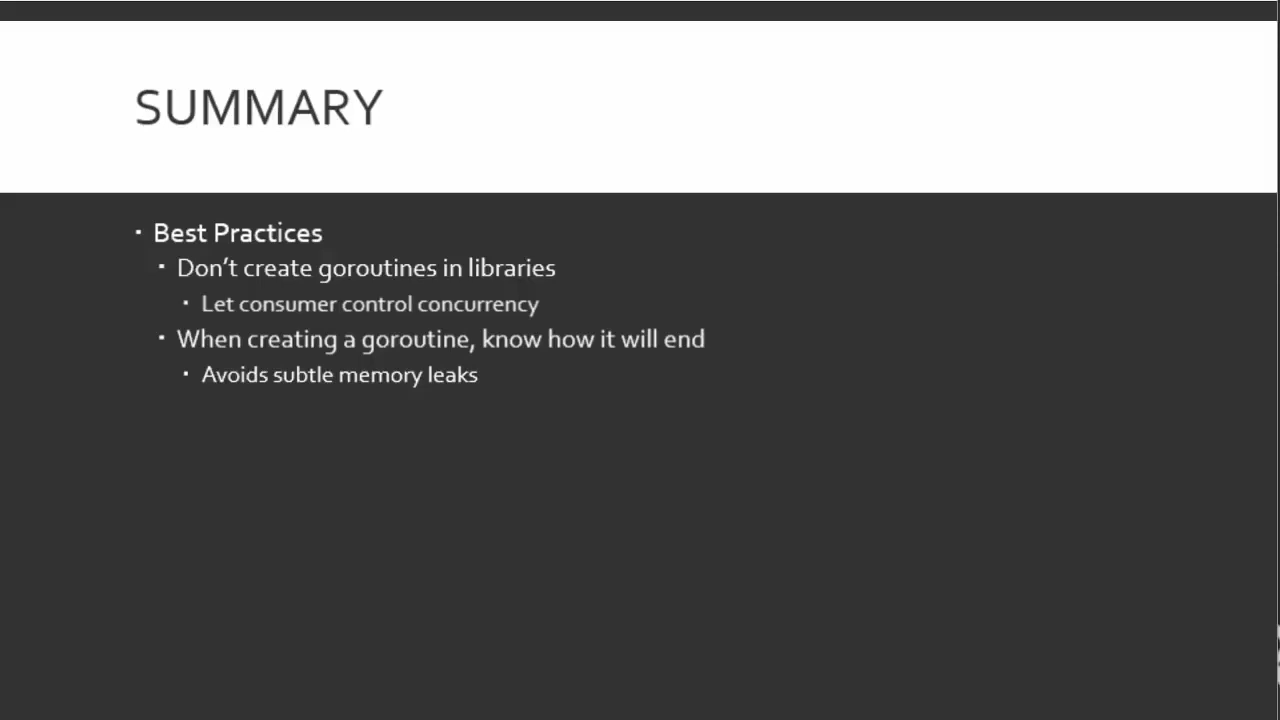 SUMMARY
▪ Best Practices
▪ Don’t create goroutines in libraries
▪ Let consumer control concurrency
▪ When creating a goroutine, know how it will end
▪ Avoids subtle memory leaks